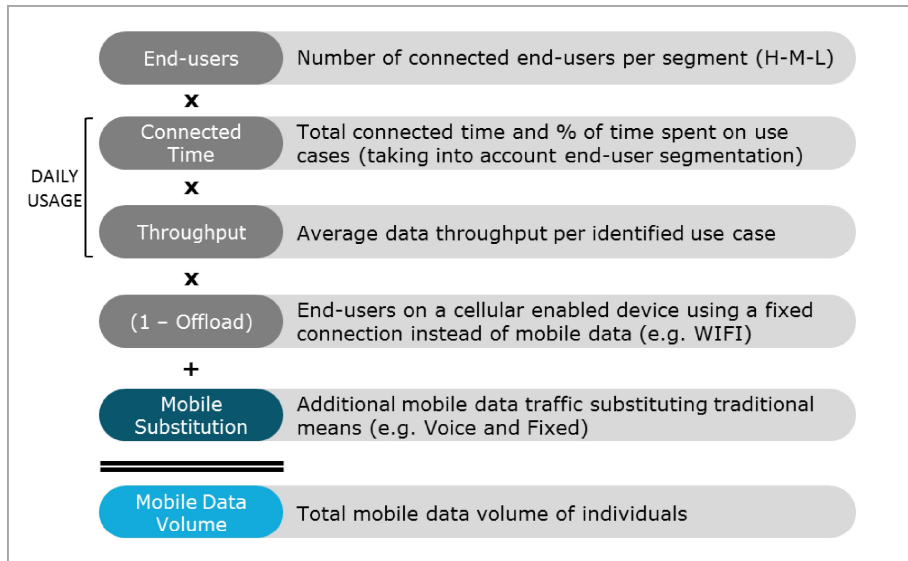 End-users
Number of connected end-users per segment (H-M-L)
x
DAILY
USAGE
Connected
Time
Total connected time and % of time spent on use
cases (taking into account end-user segmentation)
x
Throughput
Average data throughput per identified use case
x
(1 – Offload)
End-users on a cellular enabled device using a fixed
connection instead of mobile data (e.g. WIFI)
+
Mobile
Substitution
Additional mobile data traffic substituting traditional
means (e.g. Voice and Fixed)
Mobile Data
Volume
Total mobile data volume of individuals